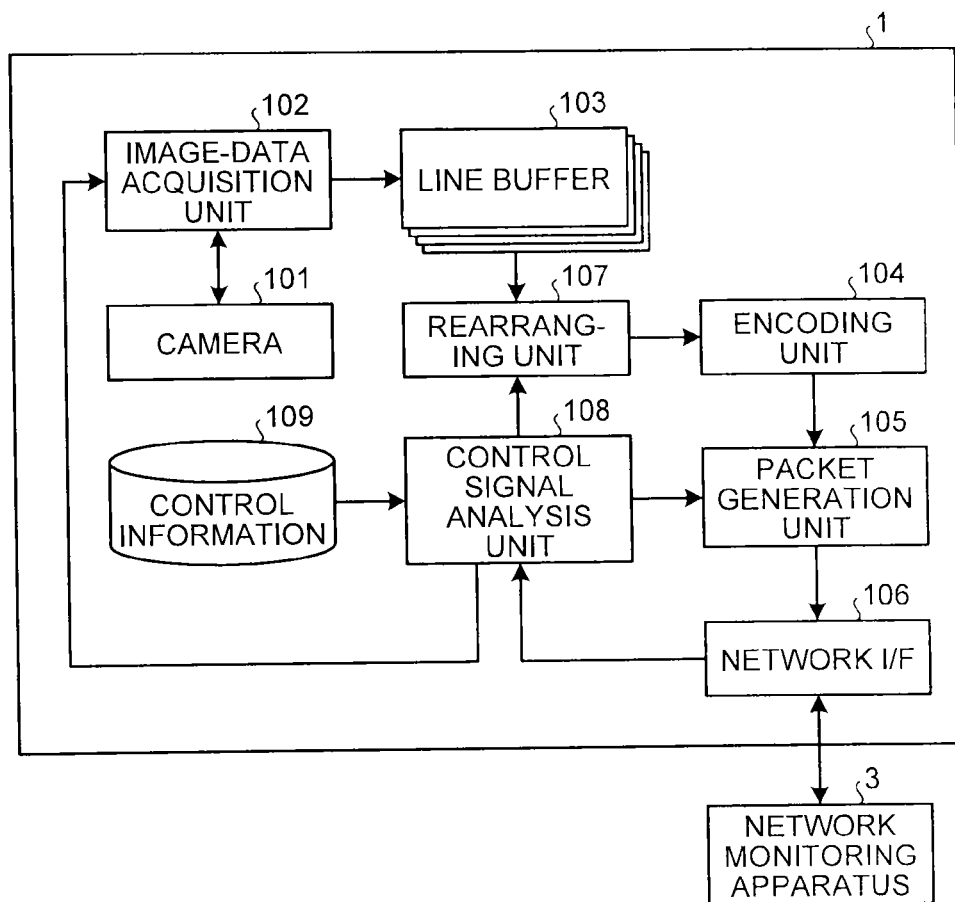 1
102
IMAGE-DATA
ACQUISITION
UNIT
103
LINE BUFFER
101
CAMERA
107
REARRANG-
ING UNIT
104
ENCODING
UNIT
109
CONTROL
INFORMATION
108
CONTROL
SIGNAL
ANALYSIS
UNIT
105
PACKET
GENERATION
UNIT
106
NETWORK I/F
3
NETWORK
MONITORING
APPARATUS